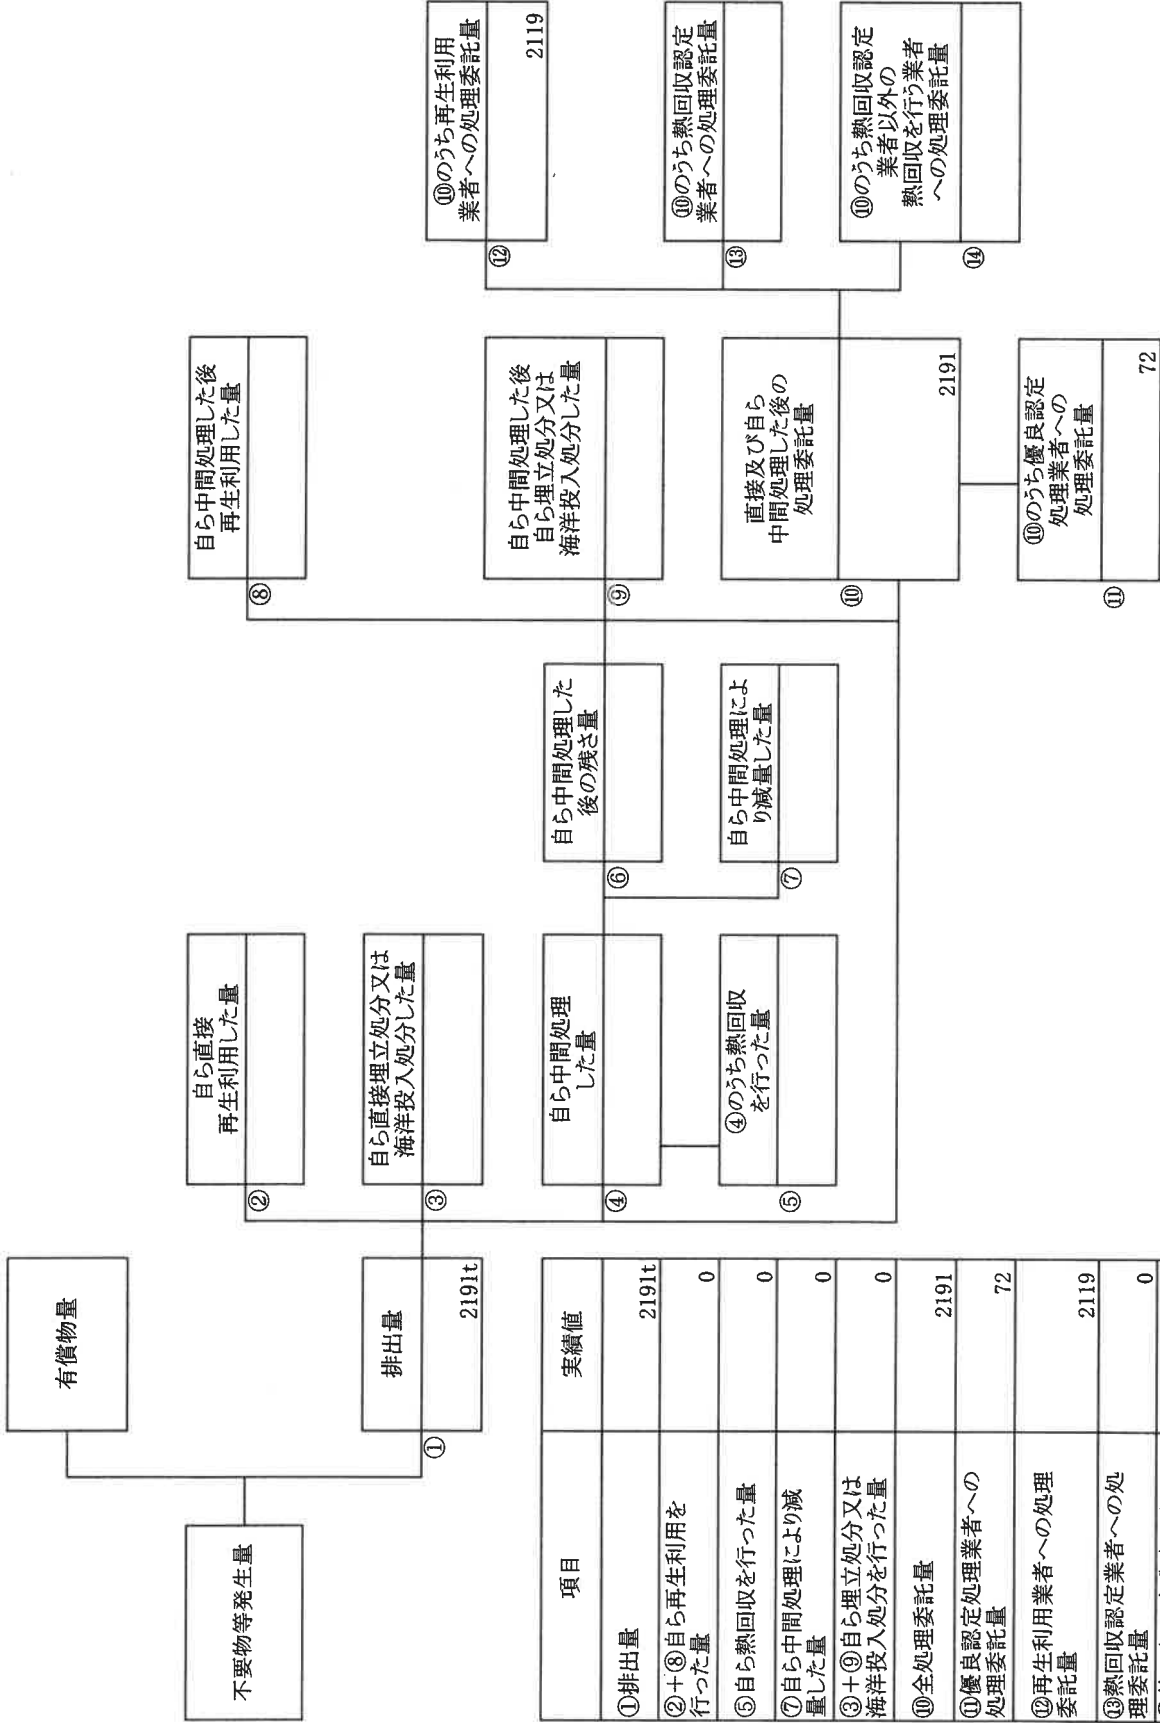 不要物等発生量
有償物量
排出量
①
2191t
自ら直接
再生利用した量
②
自ら直接埋立処分又は
海洋投入処分した量
③
自ら中間処理
した量
④
④のうち熱回収
を行った量
⑤
自ら中間処理した
後の残さ量
⑥
自ら中間処理によ
り減量した量
⑦
自ら中間処理した後
再生利用した量
⑧
自ら中間処理した後
自ら埋立処分又は
海洋投入処分した量
⑨
直接及び自ら
中間処理した後の
処理委託量
⑩
2191
⑩のうち優良認定
処理業者への
処理委託量
⑪
72
⑩のうち再生利用
業者への処理委託量
⑫
2119
⑩のうち熱回収認定
業者への処理委託量
⑬
⑩のうち熱回収認定
業者以外の
熱回収を行う業者
への処理委託量
⑭
項目 実績値
①排出量 2191t
②+⑧自ら再生利用を
行った量 0
⑤自ら熱回収を行った量 0
⑦自ら中間処理により減
量した量 0
③+⑨自ら埋立処分又は
海洋投入処分を行った量 0
⑩全処理委託量 2191
⑪優良認定処理業者への
処理委託量 72
⑫再生利用業者への処理
委託量 2119
⑬熱回収認定業者への処
理委託量 0